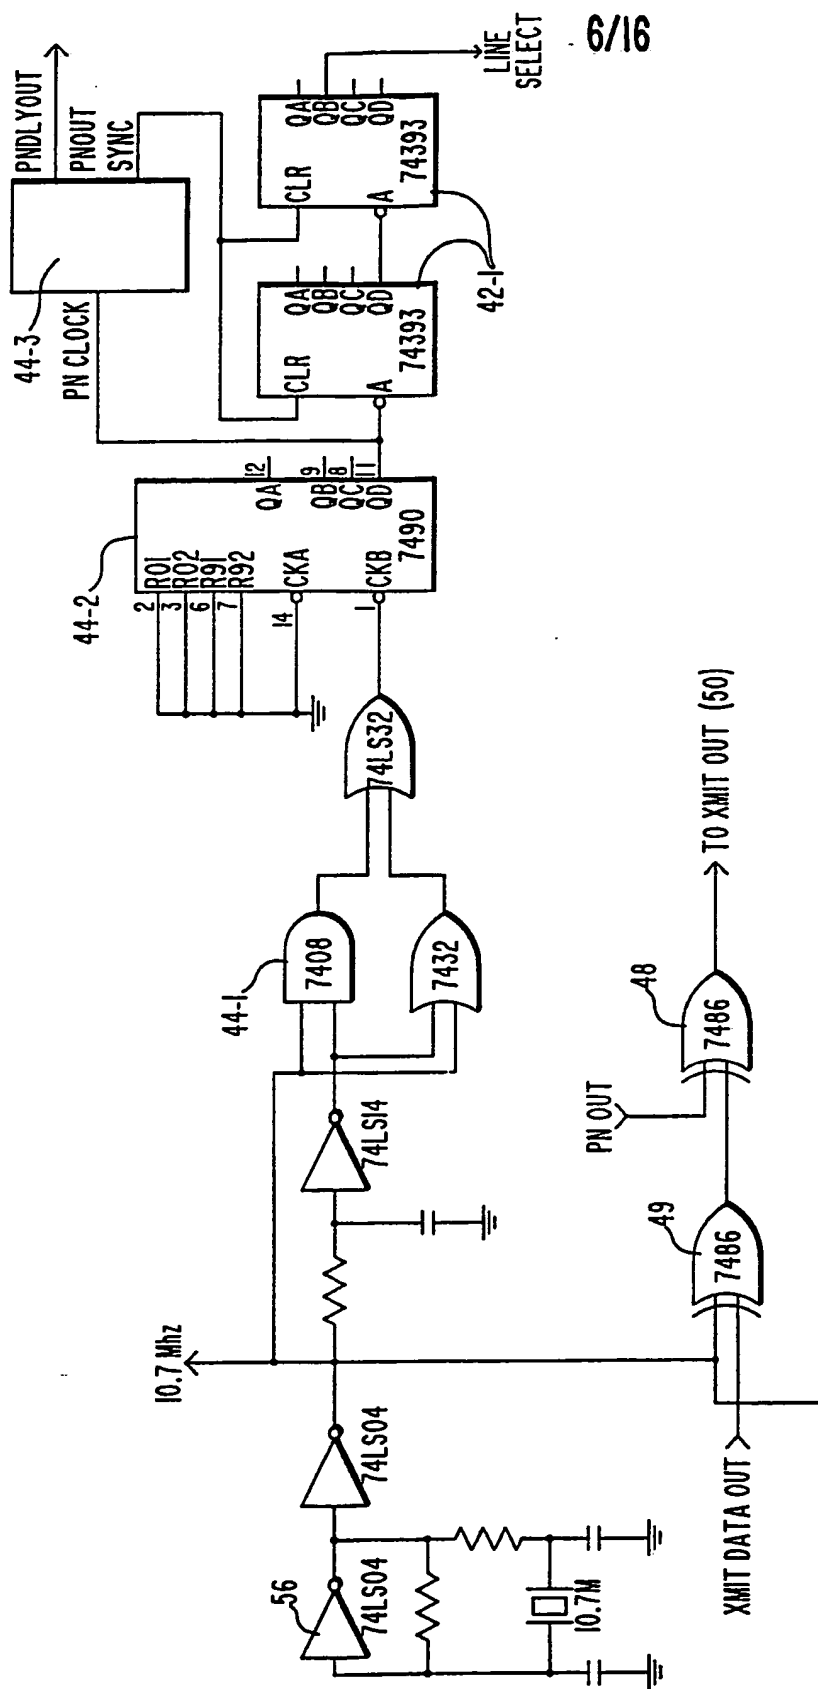 6/16
PNDLYOUT
PNOUT
SYNC
44-3
PN CLOCK
LINE
SELECT
QA
QB
QC
QD
CLR
A
74393
QA
QB
QC
QD
CLR
A
74393
42-1
44-2
2 R01
3 R02
6 R91
7 R92
14 CKA
1 CKB
QA 12
QB 9
QC 8
QD 11
7490
74LS32
44-1
7408
7432
74LS14
10.7 Mhz
74LS04
56
74LS04
10.7M
TO XMIT OUT (50)
48
7486
PN OUT
49
7486
XMIT DATA OUT